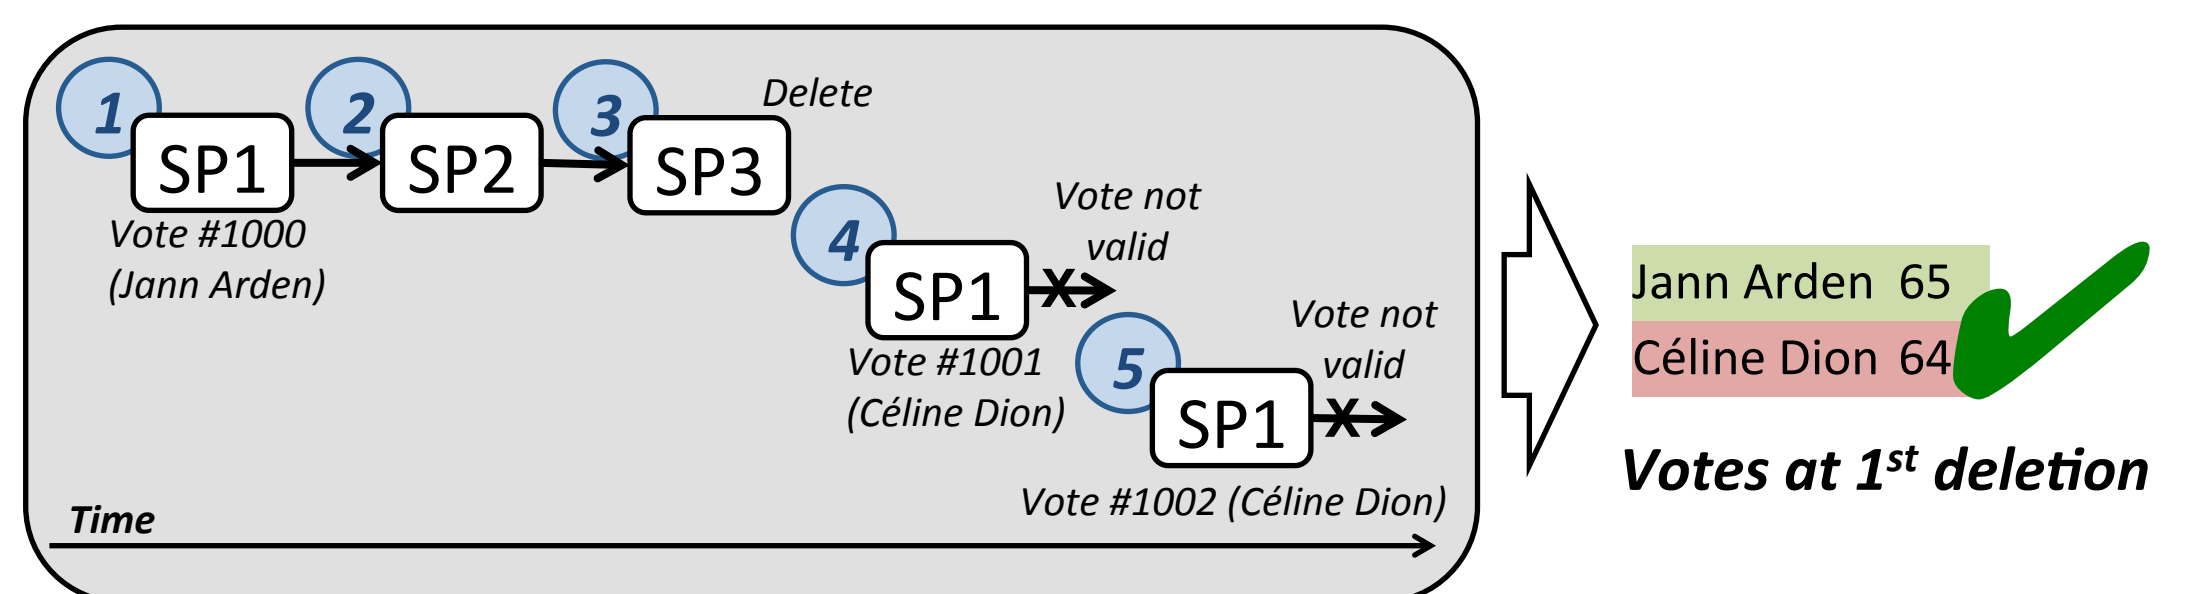 1
SP1
2
SP2
3
SP3
Delete
Vote #1000
(Jann Arden)
4
SP1
Vote not
valid
X
Vote #1001
(Céline Dion)
5
SP1
Vote not
valid
X
Vote #1002 (Céline Dion)
Time
Jann Arden 65
Céline Dion 64
Votes at 1st deletion